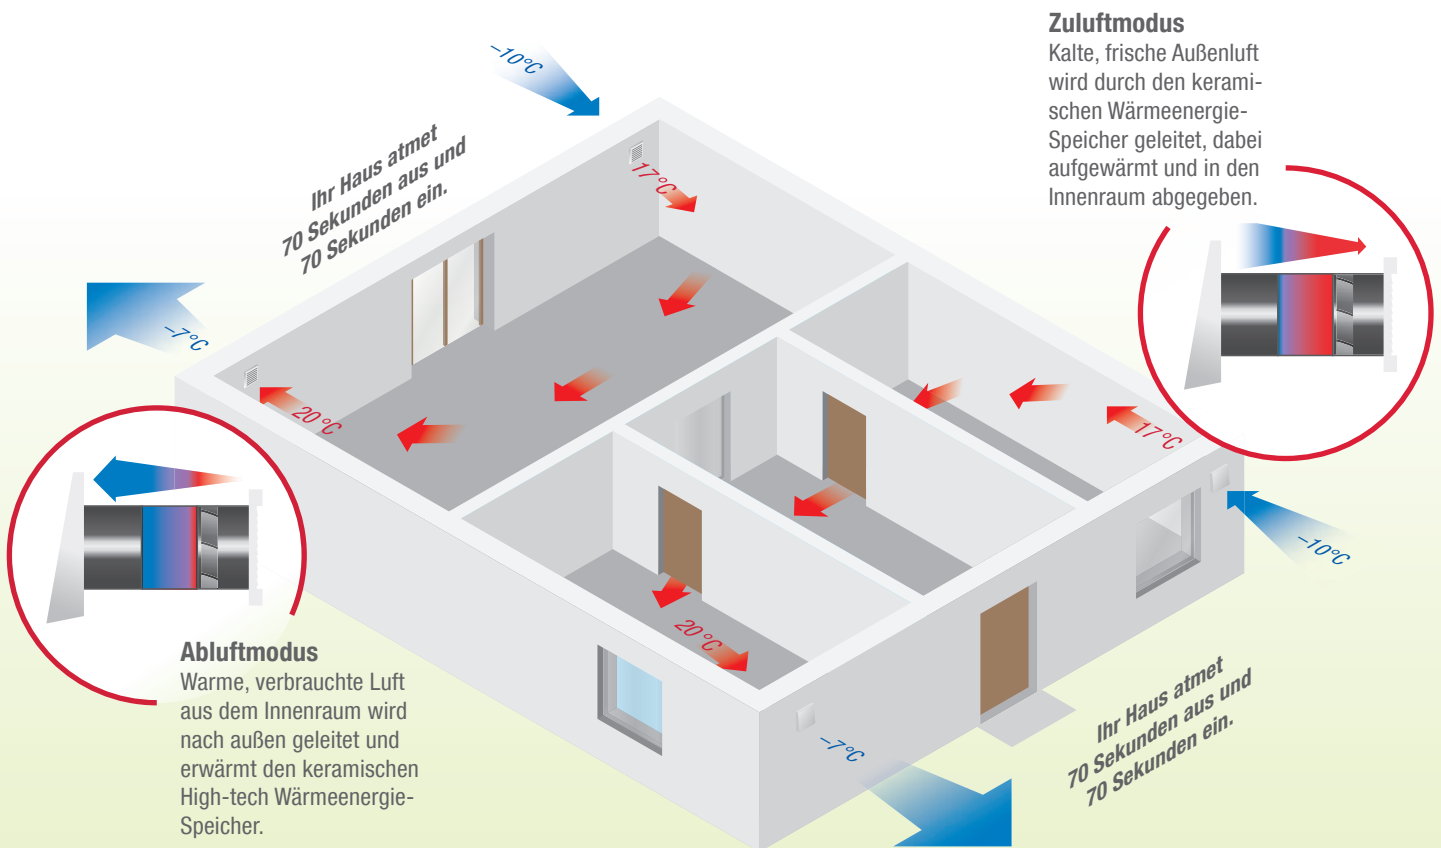 Zuluftmodus
Kalte, frische Außenluft
wird durch den kerami-
schen Wärmeenergie-
Speicher geleitet, dabei
aufgewärmt und in den
Innenraum abgegeben.
–10°C
Ihr Haus atmet
70 Sekunden aus und
70 Sekunden ein.
17°C
–7°C
20°C
17°C
–10°C
20°C
–7°C
Abluftmodus
Warme, verbrauchte Luft
aus dem Innenraum wird
nach außen geleitet und
erwärmt den keramischen
High-tech Wärmeenergie-
Speicher.
Ihr Haus atmet
70 Sekunden aus und
70 Sekunden ein.